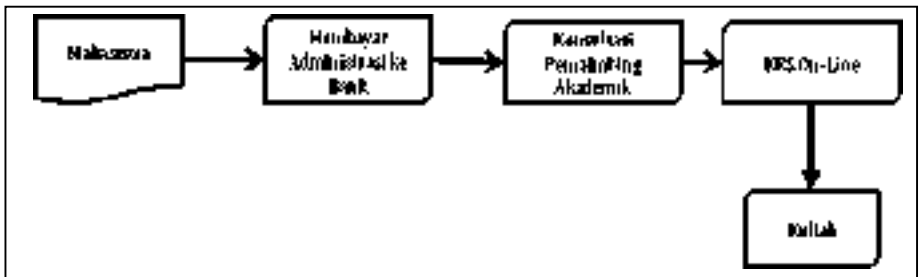 Mahasiswa
Membayar
Administrasi ke
Bank
Konsultasi
Pembimbing
Akademik
KRS On-Line
Kuliah